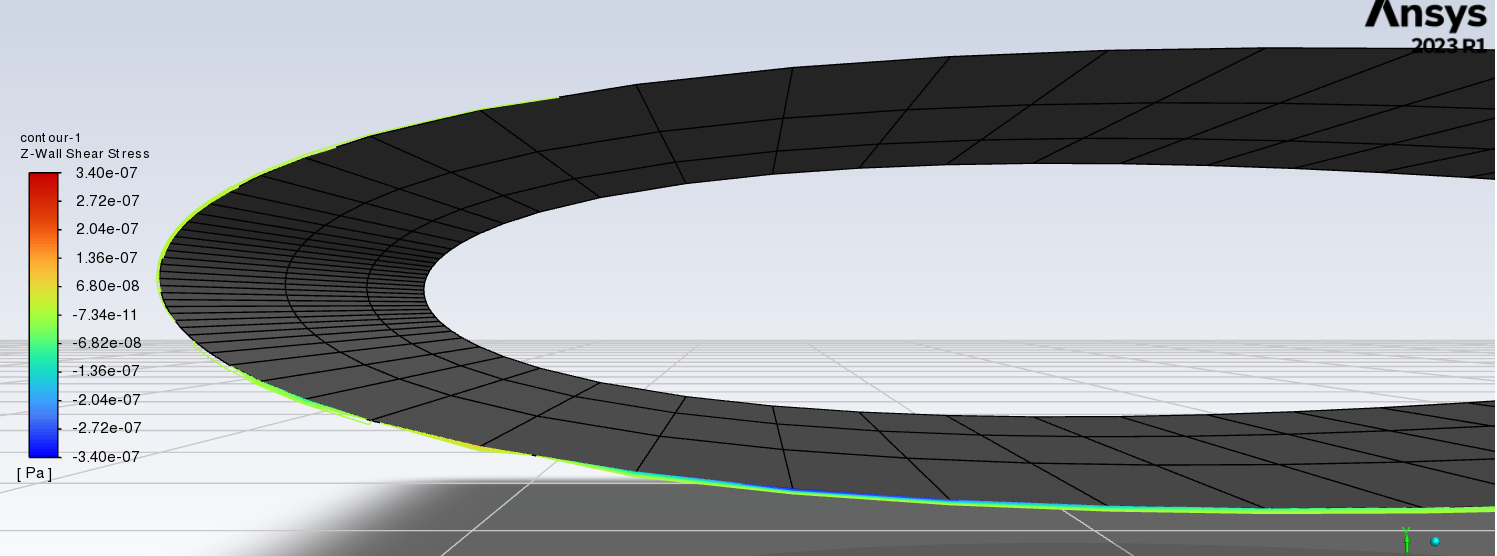 Ansys
2023 R1
contour-1
Z-Wall Shear Stress
3.40e-07
2.72e-07
2.04e-07
1.36e-07
6.80e-08
-7.34e-11
-6.82e-08
-1.36e-07
-2.04e-07
-2.72e-07
-3.40e-07
[ Pa ]
Y